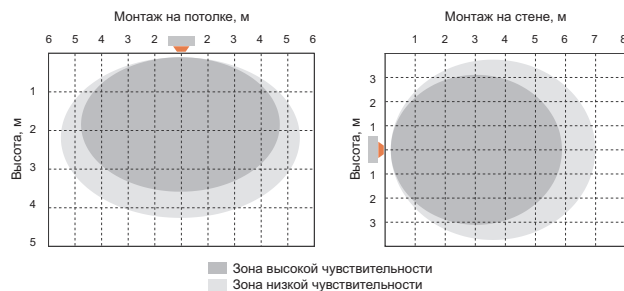 Монтаж на потолке, м
6 5 4 3 2 1 1 2 3 4 5 6
Высота, м
1
2
3
4
5
Монтаж на стене, м
1 2 3 4 5 6 7 8
Высота, м
3
2
1
1
2
3
Зона высокой чувствительности
Зона низкой чувствительности